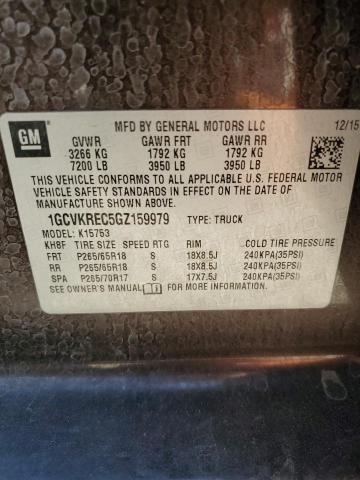 GM MFD BY GENERAL MOTORS LLC 12/15
GVWR GAWR FRT GAWR RR
3266 KG 1792 KG 1792 KG
7200 LB 3950 LB 3950 LB
THIS VEHICLE CONFORMS TO ALL APPLICABLE U.S. FEDERAL MOTOR
VEHICLE SAFETY STANDARDS IN EFFECT ON THE DATE OF
MANUFACTURE SHOWN ABOVE.
1GCVKREC5GZ159979 TYPE: TRUCK
MODEL: K15753
KH8F TIRE SIZE SPEED RTG RIM COLD TIRE PRESSURE
FRT P265/65R18 S 18X8.5J 240KPA(35PSI)
RR P265/65R18 S 18X8.5J 240KPA(35PSI)
SPA P265/70R17 S 17X7.5J 240KPA(35PSI)
SEE OWNER'S MANUAL FOR MORE INFORMATION.